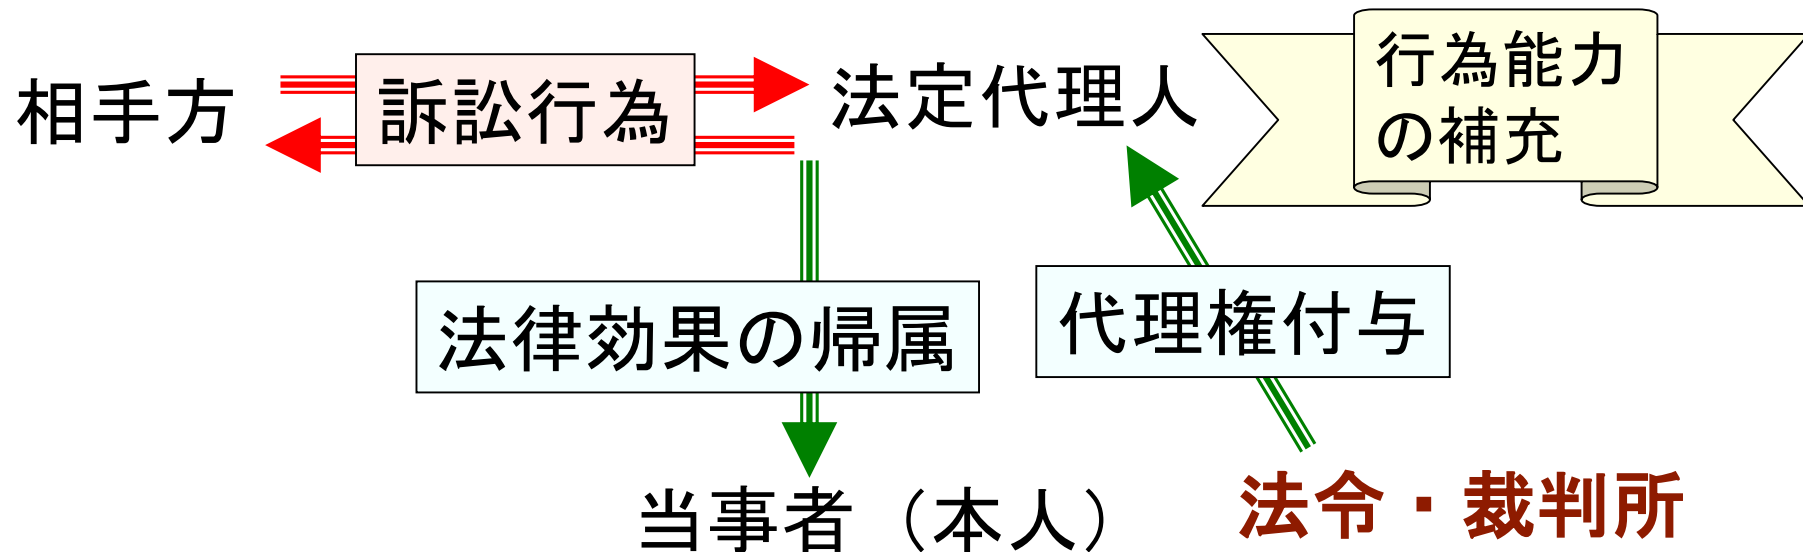 相手方
訴訟行為
法定代理人
行為能力
の補充
法律効果の帰属
代理権付与
当事者（本人）
法令・裁判所